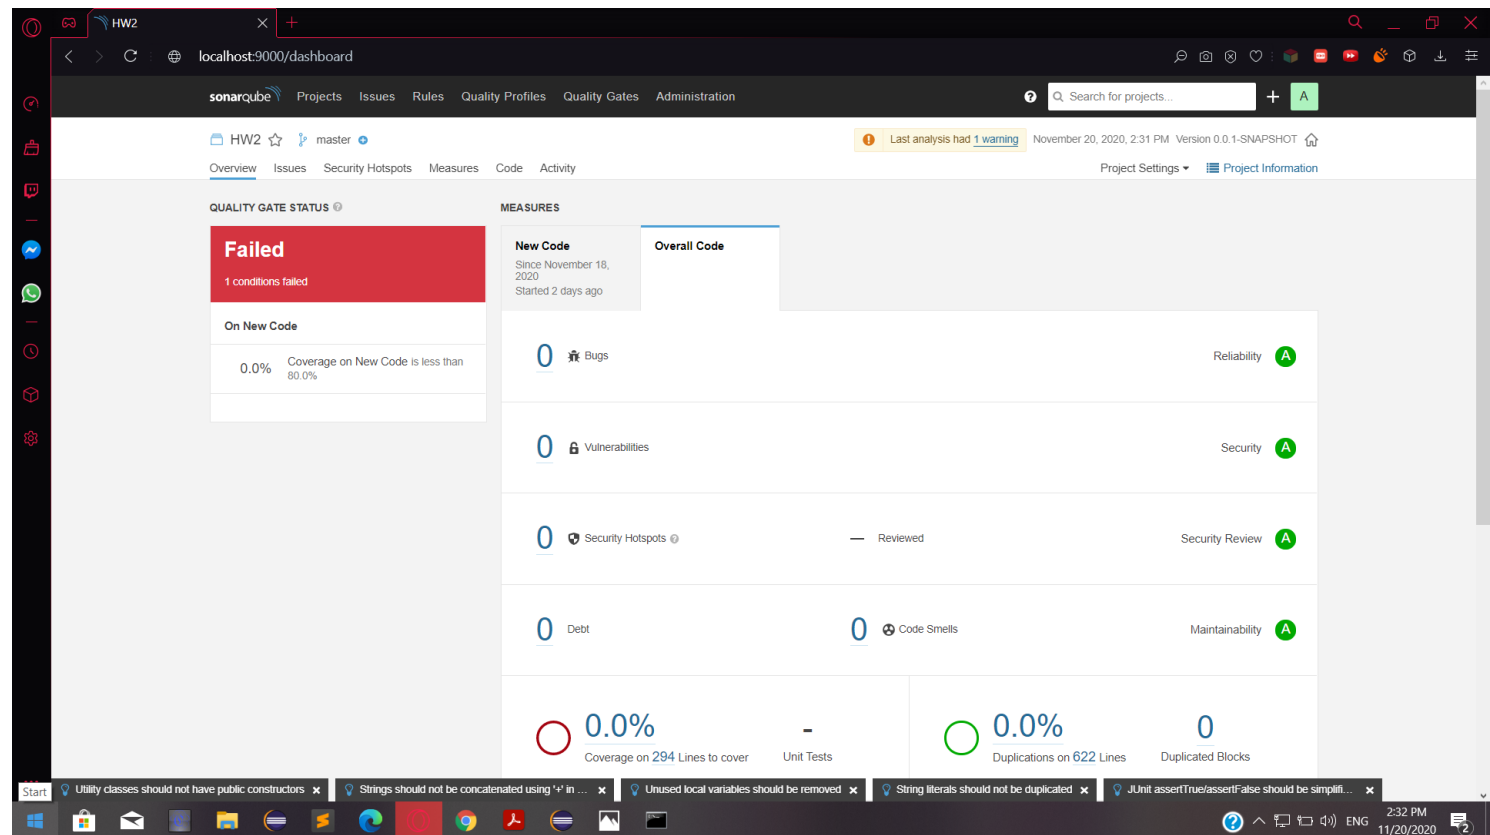 HW2
localhost:9000/dashboard
sonarqube Projects Issues Rules Quality Profiles Quality Gates Administration
Search for projects...
A
HW2 master
Last analysis had 1 warning November 20, 2020, 2:31 PM Version 0.0.1-SNAPSHOT
Overview Issues Security Hotspots Measures Code Activity
Project Settings Project Information
QUALITY GATE STATUS
Failed
1 conditions failed
On New Code
0.0% Coverage on New Code is less than
80.0%
MEASURES
New Code
Since November 18,
2020
Started 2 days ago
Overall Code
0 Bugs Reliability A
0 Vulnerabilities Security A
0 Security Hotspots — Reviewed Security Review A
0 Debt 0 Code Smells Maintainability A
0.0%
Coverage on 294 Lines to cover
-
Unit Tests
0.0%
Duplications on 622 Lines
0
Duplicated Blocks
Start
Utility classes should not have public constructors
Strings should not be concatenated using '+' in ...
Unused local variables should be removed
String literals should not be duplicated
JUnit assertTrue/assertFalse should be simplifi...
ENG
2:32 PM
11/20/2020
2